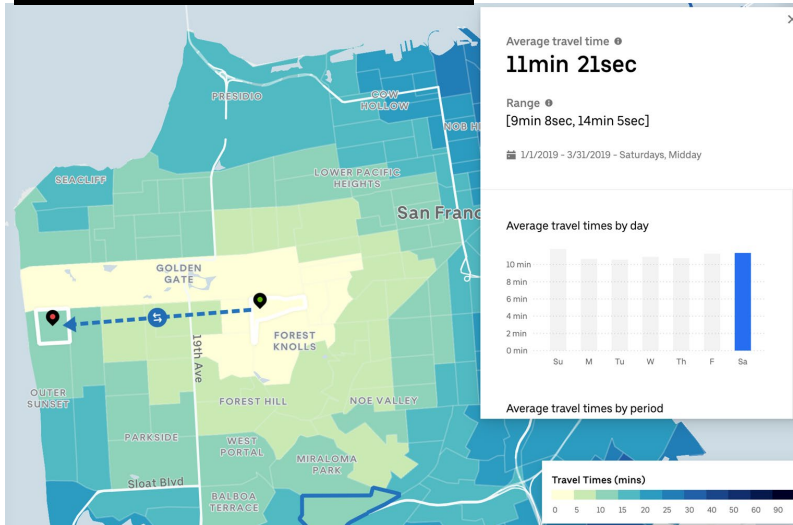 PRESIDIO
COW
HOLLOW
SEACLIFF
LOWER PACIFIC
HEIGHTS
GOLDEN
GATE
19th Ave
FOREST
KNOLLS
OUTER
SUNSET
FOREST HILL
NOE VALLEY
PARKSIDE
WEST
PORTAL
MIRALOMA
PARK
Sloat Blvd
BALBOA
TERRACE
Average travel time
11min 21sec
Range
[9min 8sec, 14min 5sec]
1/1/2019 - 3/31/2019 - Saturdays, Midday
Average travel times by day
10 min
8 min
6 min
4 min
2 min
0 min
Su M Tu W Th F Sa
Average travel times by period
Travel Times (mins)
0 5 10 15 20 25 30 40 50 60 90